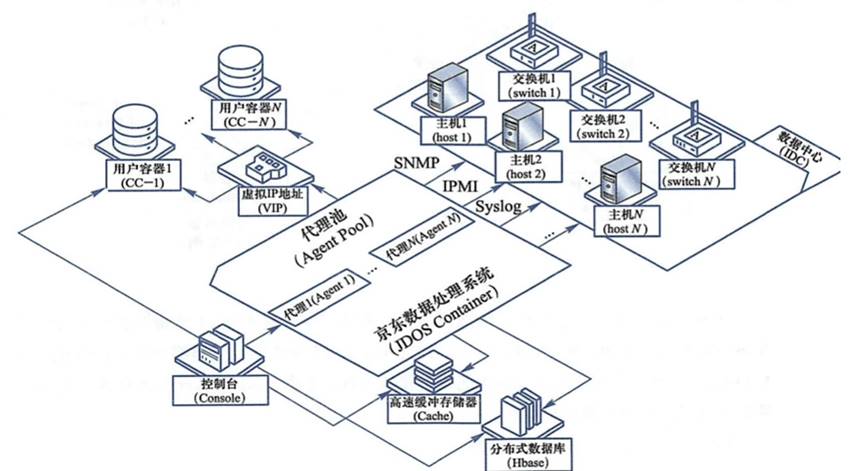 用户容器N
(CC-N)
用户容器1
(CC-1)
虚拟IP地址
(VIP)
交换机1
(switch 1)
交换机2
(switch 2)
交换机N
(switch N)
主机1
(host 1)
主机2
(host 2)
主机N
(host N)
数据中心
(IDC)
SNMP
IPMI
Syslog
...
代理池
(Agent Pool)
代理1(Agent 1)
...
代理N(Agent N)
京东数据处理系统
(JDOS Container)
控制台
(Console)
高速缓冲存储器
(Cache)
分布式数据库
(Hbase)